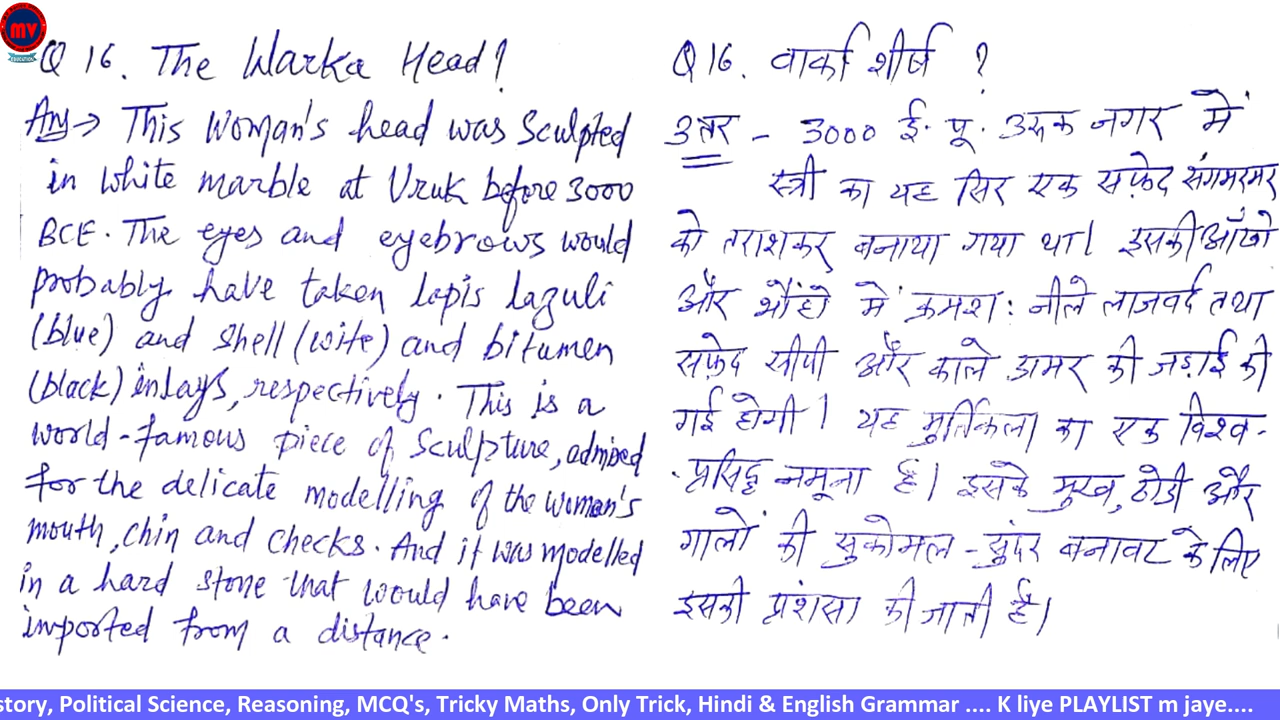 mv
EDUCATION
Q 16. The Warka Head?
Ans→ This Woman's head was sculpted
in white marble at Uruk before 3000
BCE. The eyes and eyebrows would
probably have taken lapis lazuli
(blue) and shell (wite) and bitumen
(black) inlays, respectively. This is a
world-famous piece of sculpture, admired
for the delicate modelling of the woman's
mouth, chin and checks. And it was modelled
in a hard stone that would have been
imported from a distance.
Q 16. वार्का शीर्ष ?
उत्तर - 3000 ई. पू. उरुक नगर में
स्त्री का यह सिर एक सफ़ेद संगमरमर
को तराशकर बनाया गया था। इसकी आँखो
और भौंहो में क्रमश: नीले लाजवर्द तथा
सफ़ेद सीपी और काले डामर की जड़ाई की
गई होगी। यह मुर्तिकला का एक विश्व-
प्रसिद्ध नमूना है। इसके मुख, ठोडी और
गालों की सुकोमल-सुंदर बनावट के लिए
इसकी प्रंशसा की जाती है।
story, Political Science, Reasoning, MCQ's, Tricky Maths, Only Trick, Hindi & English Grammar .... K liye PLAYLIST m jaye....